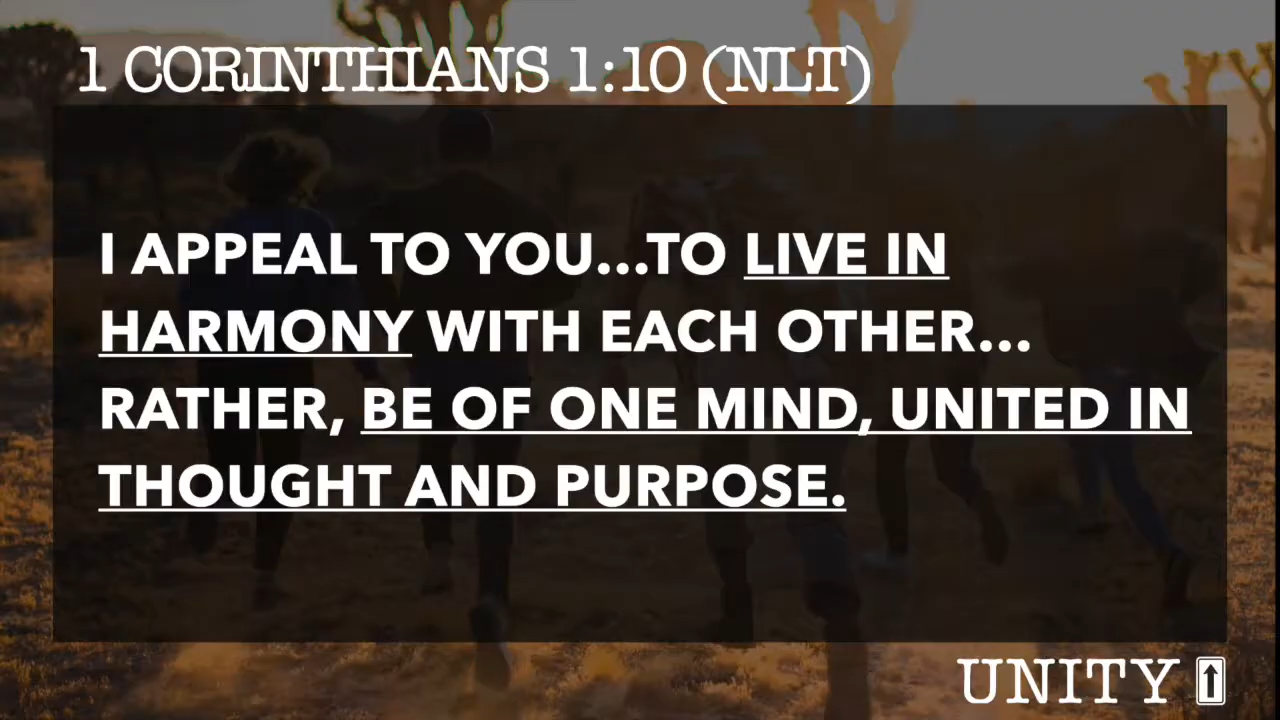 1 CORINTHIANS 1:10 (NLT)
I APPEAL TO YOU...TO LIVE IN
HARMONY WITH EACH OTHER...
RATHER, BE OF ONE MIND, UNITED IN
THOUGHT AND PURPOSE.
UNITY